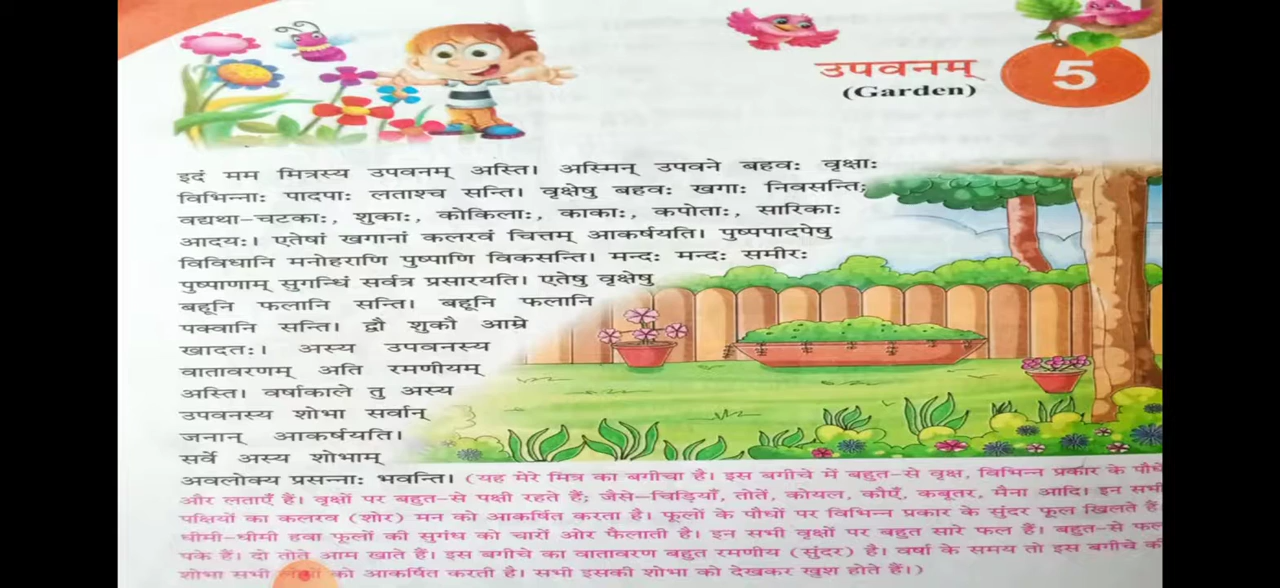 उपवनम्
(Garden)
5
इदं मम मित्रस्य उपवनम् अस्ति। अस्मिन् उपवने बहवः वृक्षाः
विभिन्नाः पादपाः लताश्च सन्ति। वृक्षेषु बहवः खगाः निवसन्ति;
वद्यथा–चटकाः, शुकाः, कोकिलाः, काकाः, कपोताः, सारिकाः
आदयः। एतेषां खगानां कलरवं चित्तम् आकर्षयति। पुष्पपादपेषु
विविधानि मनोहराणि पुष्पाणि विकसन्ति। मन्दः मन्दः समीरः
पुष्पाणाम् सुगन्धिं सर्वत्र प्रसारयति। एतेषु वृक्षेषु
बहूनि फलानि सन्ति। बहूनि फलानि
पक्वानि सन्ति। द्वौ शुकौ आम्रे
खादतः। अस्य उपवनस्य
वातावरणम् अति रमणीयम्
अस्ति। वर्षाकाले तु अस्य
उपवनस्य शोभा सर्वान्
जनान् आकर्षयति।
सर्वे अस्य शोभाम्
अवलोक्य प्रसन्नाः भवन्ति। (यह मेरे मित्र का बगीचा है। इस बगीचे में बहुत-से वृक्ष, विभिन्न प्रकार के पौधे
और लताएँ हैं। वृक्षों पर बहुत-से पक्षी रहते हैं; जैसे–चिड़ियाँ, तोतें, कोयल, कौएँ, कबूतर, मैना आदि। इन सभी
पक्षियों का कलरव (शोर) मन को आकर्षित करता है। फूलों के पौधों पर विभिन्न प्रकार के सुंदर फूल खिलते हैं
धीमी-धीमी हवा फूलों की सुगंध को चारों ओर फैलाती है। इन सभी वृक्षों पर बहुत सारे फल हैं। बहुत-से फल
पके हैं। दो तोते आम खाते हैं। इस बगीचे का वातावरण बहुत रमणीय (सुंदर) है। वर्षा के समय तो इस बगीचे की
शोभा सभी को आकर्षित करती है। सभी इसकी शोभा को देखकर खुश होते हैं।)